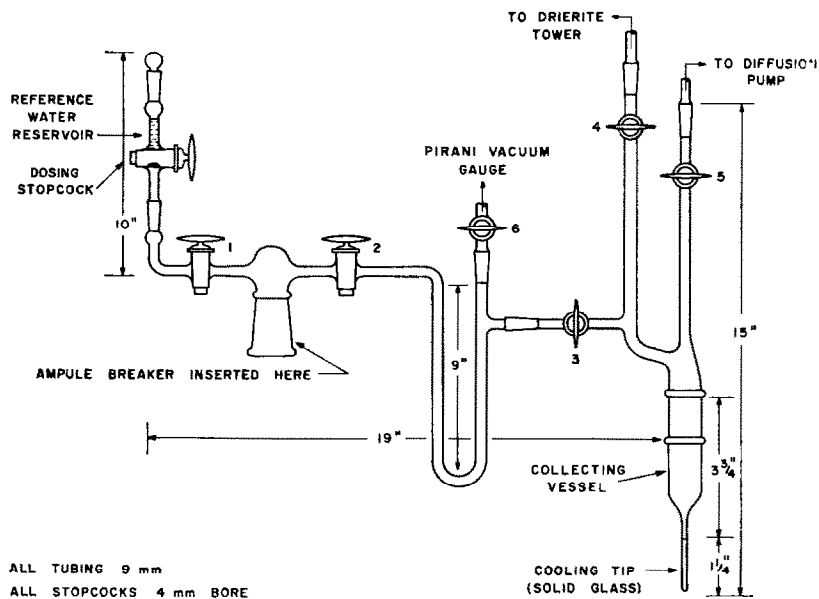 TO DRIERITE
TOWER
TO DIFFUSION
PUMP
REFERENCE
WATER
RESERVOIR
DOSING
STOPCOCK
PIRANI VACUUM
GAUGE
4
5
6
10"
1
2
3
9"
15"
AMPULE BREAKER INSERTED HERE
19"
COLLECTING
VESSEL
3 3/4"
1 1/4"
COOLING TIP
(SOLID GLASS)
ALL TUBING 9 mm
ALL STOPCOCKS 4 mm BORE